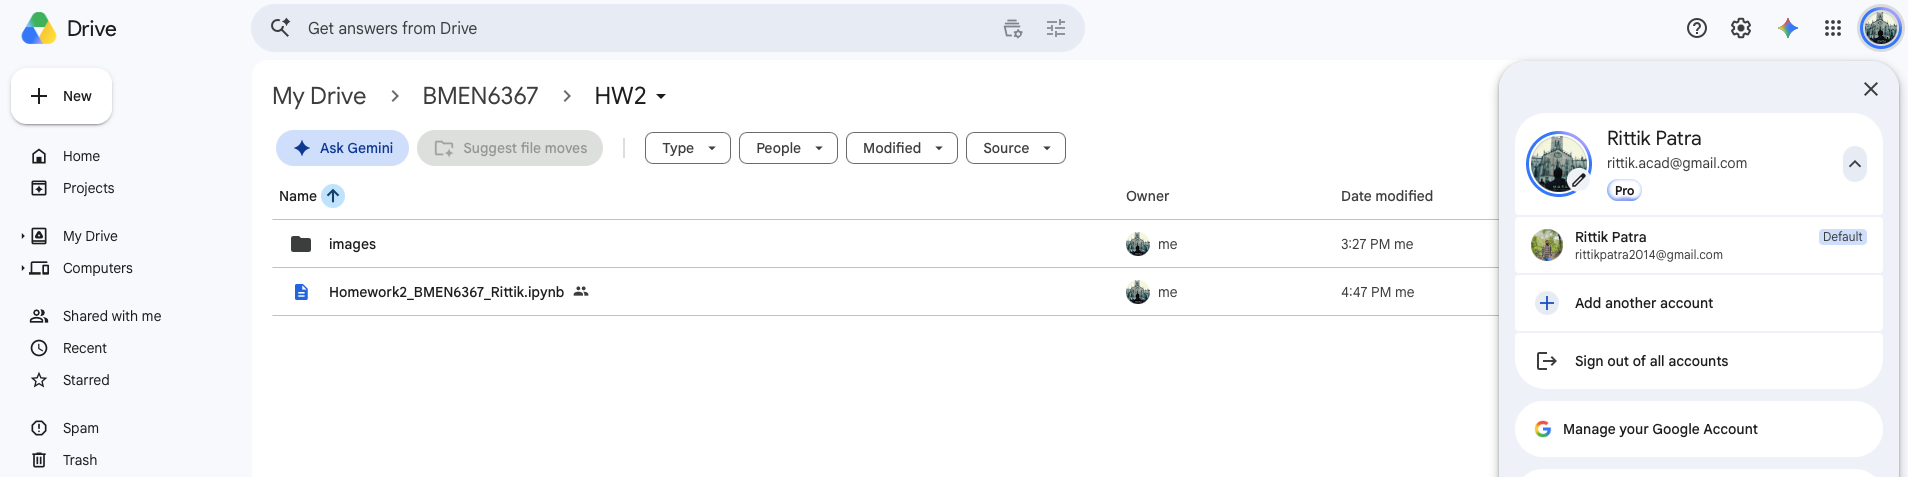 Drive
Get answers from Drive
New
Home
Projects
My Drive
Computers
Shared with me
Recent
Starred
Spam
Trash
My Drive > BMEN6367 > HW2
Ask Gemini
Suggest file moves
Type
People
Modified
Source
Name Owner Date modified
images me 3:27 PM me
Homework2_BMEN6367_Rittik.ipynb me 4:47 PM me
Rittik Patra
rittik.acad@gmail.com
Pro
Rittik Patra Default
rittikpatra2014@gmail.com
Add another account
Sign out of all accounts
Manage your Google Account